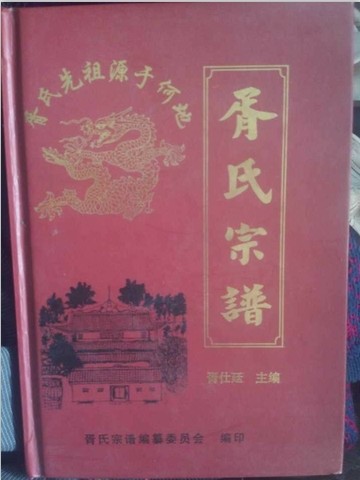 胥氏先祖源于何地
胥氏宗譜
胥仕廷 主编
胥氏宗谱编纂委员会 编印